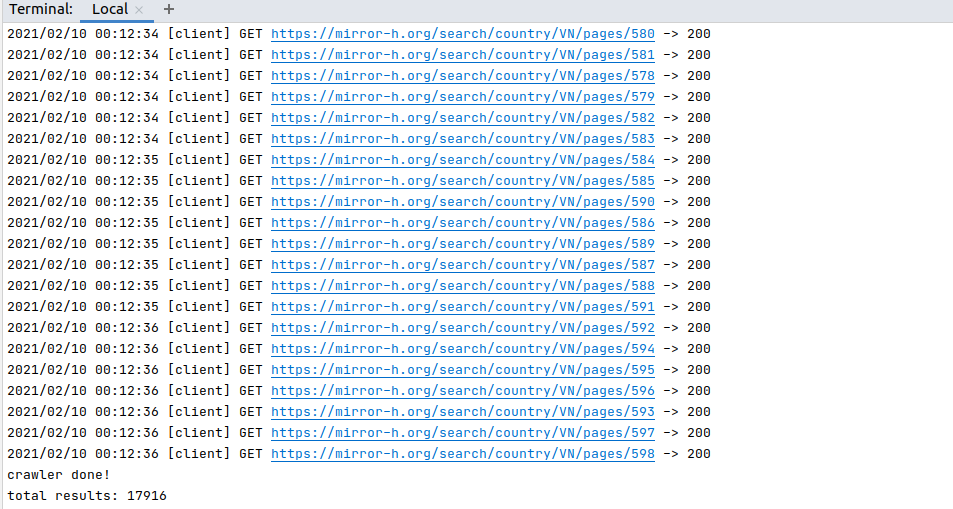 Terminal: Local × +
2021/02/10 00:12:34 [client] GET https://mirror-h.org/search/country/VN/pages/580 -> 200
2021/02/10 00:12:34 [client] GET https://mirror-h.org/search/country/VN/pages/581 -> 200
2021/02/10 00:12:34 [client] GET https://mirror-h.org/search/country/VN/pages/578 -> 200
2021/02/10 00:12:34 [client] GET https://mirror-h.org/search/country/VN/pages/579 -> 200
2021/02/10 00:12:34 [client] GET https://mirror-h.org/search/country/VN/pages/582 -> 200
2021/02/10 00:12:34 [client] GET https://mirror-h.org/search/country/VN/pages/583 -> 200
2021/02/10 00:12:35 [client] GET https://mirror-h.org/search/country/VN/pages/584 -> 200
2021/02/10 00:12:35 [client] GET https://mirror-h.org/search/country/VN/pages/585 -> 200
2021/02/10 00:12:35 [client] GET https://mirror-h.org/search/country/VN/pages/590 -> 200
2021/02/10 00:12:35 [client] GET https://mirror-h.org/search/country/VN/pages/586 -> 200
2021/02/10 00:12:35 [client] GET https://mirror-h.org/search/country/VN/pages/589 -> 200
2021/02/10 00:12:35 [client] GET https://mirror-h.org/search/country/VN/pages/587 -> 200
2021/02/10 00:12:35 [client] GET https://mirror-h.org/search/country/VN/pages/588 -> 200
2021/02/10 00:12:35 [client] GET https://mirror-h.org/search/country/VN/pages/591 -> 200
2021/02/10 00:12:36 [client] GET https://mirror-h.org/search/country/VN/pages/592 -> 200
2021/02/10 00:12:36 [client] GET https://mirror-h.org/search/country/VN/pages/594 -> 200
2021/02/10 00:12:36 [client] GET https://mirror-h.org/search/country/VN/pages/595 -> 200
2021/02/10 00:12:36 [client] GET https://mirror-h.org/search/country/VN/pages/596 -> 200
2021/02/10 00:12:36 [client] GET https://mirror-h.org/search/country/VN/pages/593 -> 200
2021/02/10 00:12:36 [client] GET https://mirror-h.org/search/country/VN/pages/597 -> 200
2021/02/10 00:12:36 [client] GET https://mirror-h.org/search/country/VN/pages/598 -> 200
crawler done!
total results: 17916